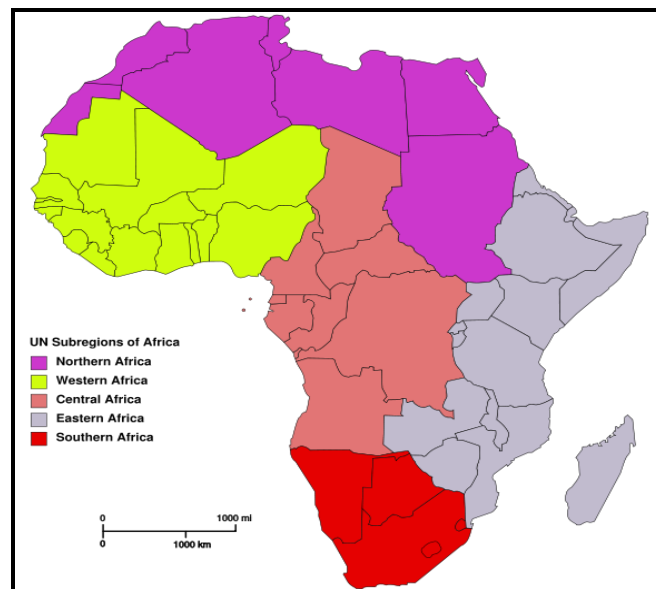 UN Subregions of Africa
Northern Africa
Western Africa
Central Africa
Eastern Africa
Southern Africa
0 1000 mi
0 1000 km